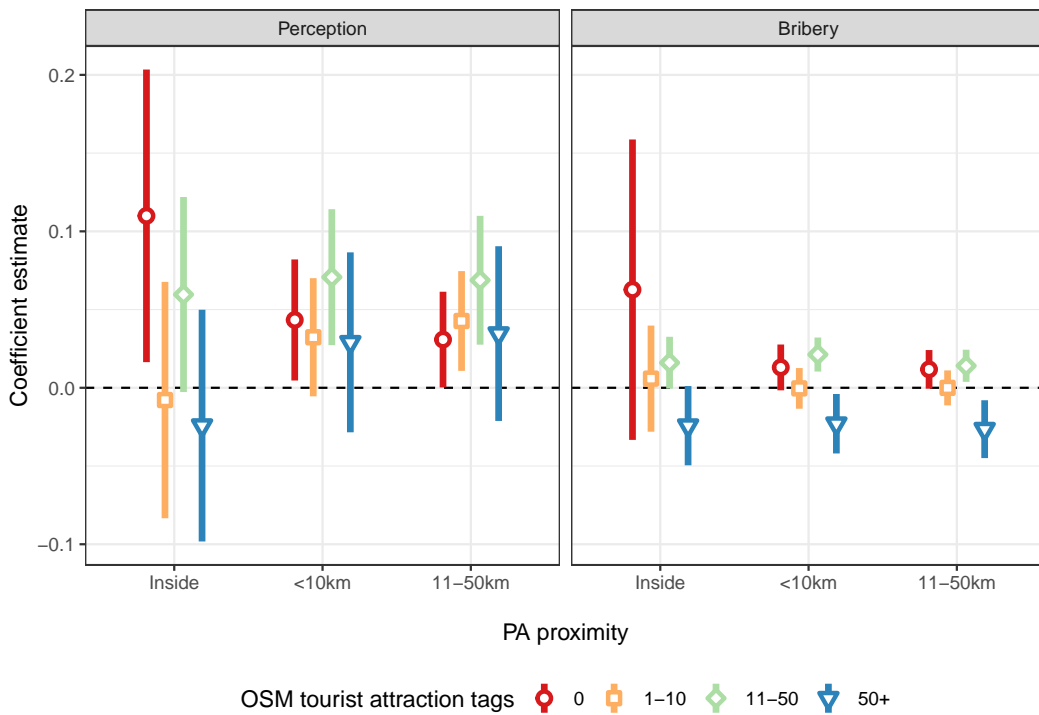 Perception
Bribery
Coefficient estimate
0.2
0.1
0.0
−0.1
Inside
<10km
11−50km
Inside
<10km
11−50km
PA proximity
OSM tourist attraction tags 0 1−10 11−50 50+